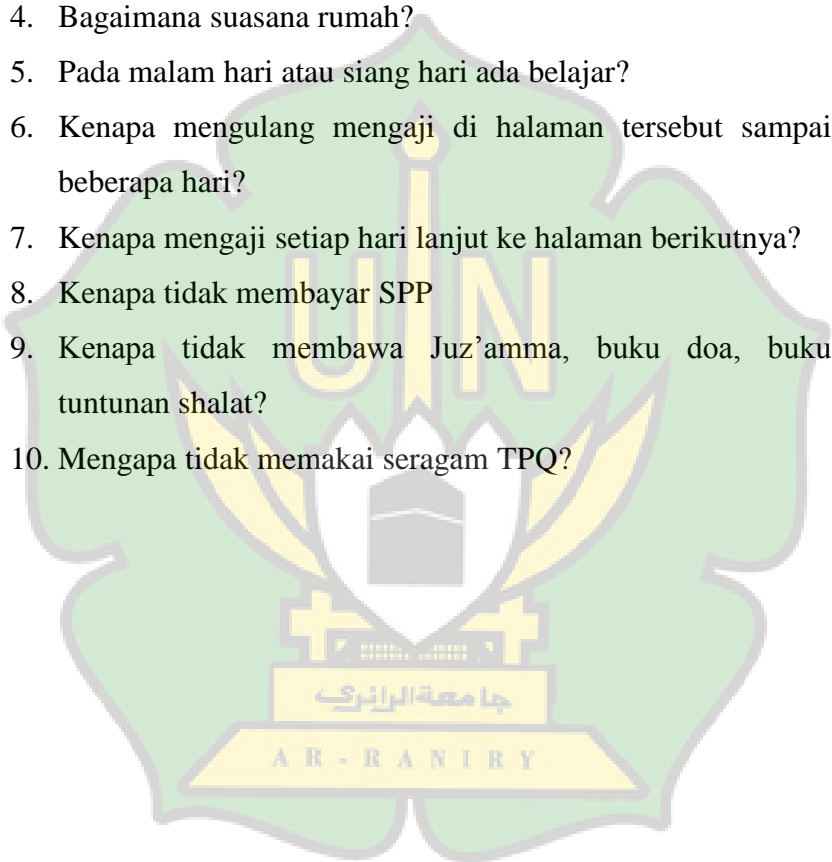 4. Bagaimana suasana rumah?
5. Pada malam hari atau siang hari ada belajar?
6. Kenapa mengulang mengaji di halaman tersebut sampai
beberapa hari?
7. Kenapa mengaji setiap hari lanjut ke halaman berikutnya?
8. Kenapa tidak membayar SPP
9. Kenapa tidak membawa Juz’amma, buku doa, buku
tuntunan shalat?
10. Mengapa tidak memakai seragam TPQ?
UIN
جامعة الرانري
AR-RANIRY